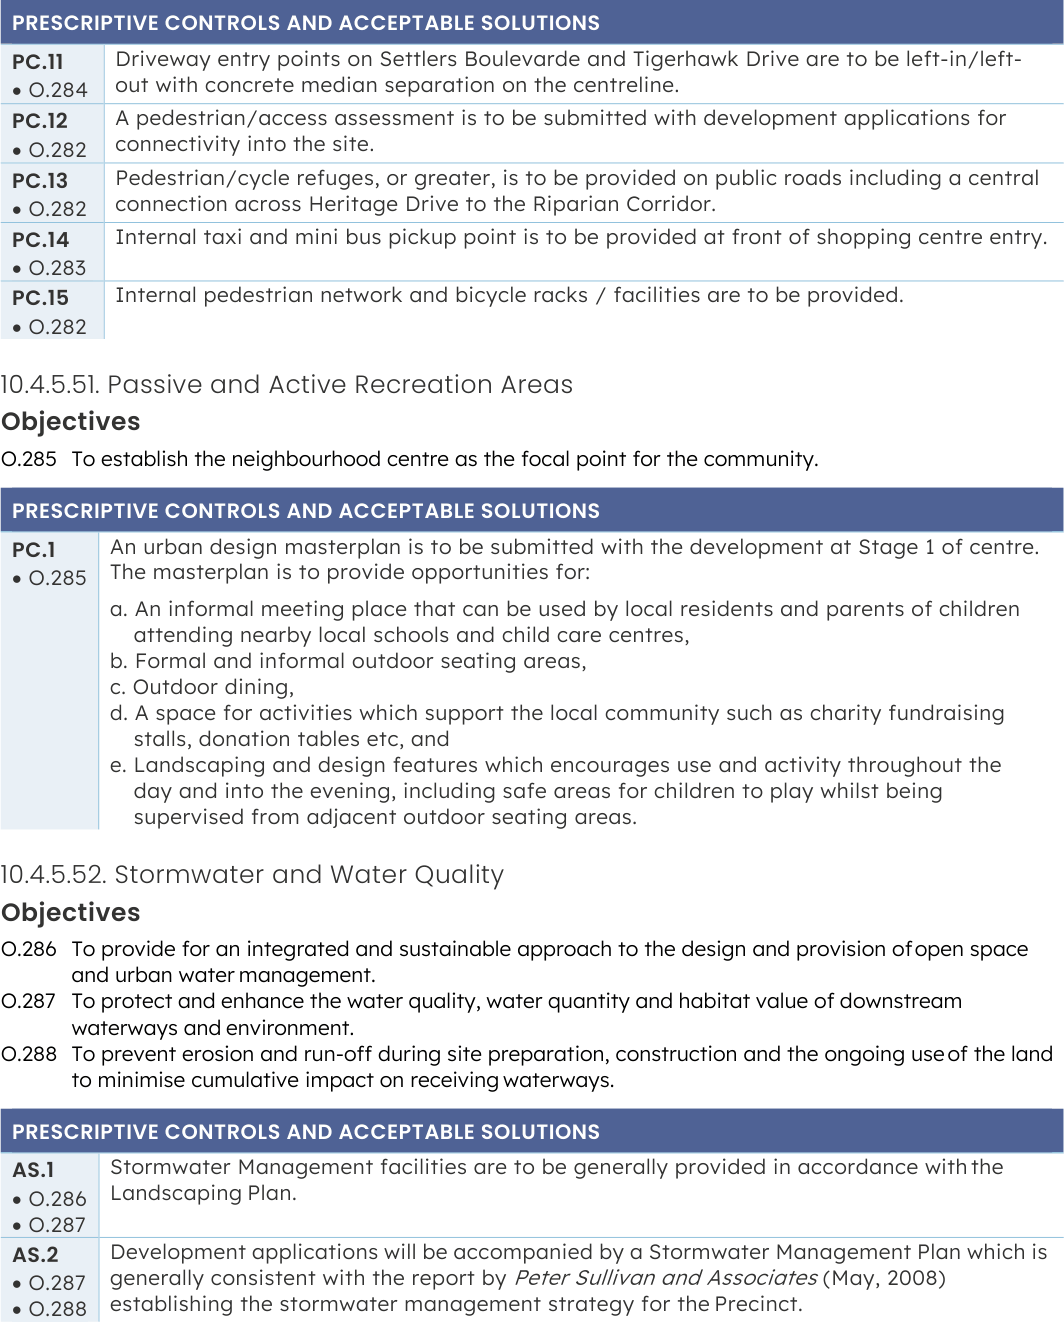 PRESCRIPTIVE CONTROLS AND ACCEPTABLE SOLUTIONS
PC.11
• O.284
Driveway entry points on Settlers Boulevarde and Tigerhawk Drive are to be left-in/left-
out with concrete median separation on the centreline.
PC.12
• O.282
A pedestrian/access assessment is to be submitted with development applications for
connectivity into the site.
PC.13
• O.282
Pedestrian/cycle refuges, or greater, is to be provided on public roads including a central
connection across Heritage Drive to the Riparian Corridor.
PC.14
• O.283
Internal taxi and mini bus pickup point is to be provided at front of shopping centre entry.
PC.15
• O.282
Internal pedestrian network and bicycle racks / facilities are to be provided.
10.4.5.51. Passive and Active Recreation Areas
Objectives
O.285 To establish the neighbourhood centre as the focal point for the community.
PRESCRIPTIVE CONTROLS AND ACCEPTABLE SOLUTIONS
PC.1
• O.285
An urban design masterplan is to be submitted with the development at Stage 1 of centre.
The masterplan is to provide opportunities for:
a. An informal meeting place that can be used by local residents and parents of children
attending nearby local schools and child care centres,
b. Formal and informal outdoor seating areas,
c. Outdoor dining,
d. A space for activities which support the local community such as charity fundraising
stalls, donation tables etc, and
e. Landscaping and design features which encourages use and activity throughout the
day and into the evening, including safe areas for children to play whilst being
supervised from adjacent outdoor seating areas.
10.4.5.52. Stormwater and Water Quality
Objectives
O.286 To provide for an integrated and sustainable approach to the design and provision of open space
and urban water management.
O.287 To protect and enhance the water quality, water quantity and habitat value of downstream
waterways and environment.
O.288 To prevent erosion and run-off during site preparation, construction and the ongoing use of the land
to minimise cumulative impact on receiving waterways.
PRESCRIPTIVE CONTROLS AND ACCEPTABLE SOLUTIONS
AS.1
• O.286
• O.287
Stormwater Management facilities are to be generally provided in accordance with the
Landscaping Plan.
AS.2
• O.287
• O.288
Development applications will be accompanied by a Stormwater Management Plan which is
generally consistent with the report by Peter Sullivan and Associates (May, 2008)
establishing the stormwater management strategy for the Precinct.